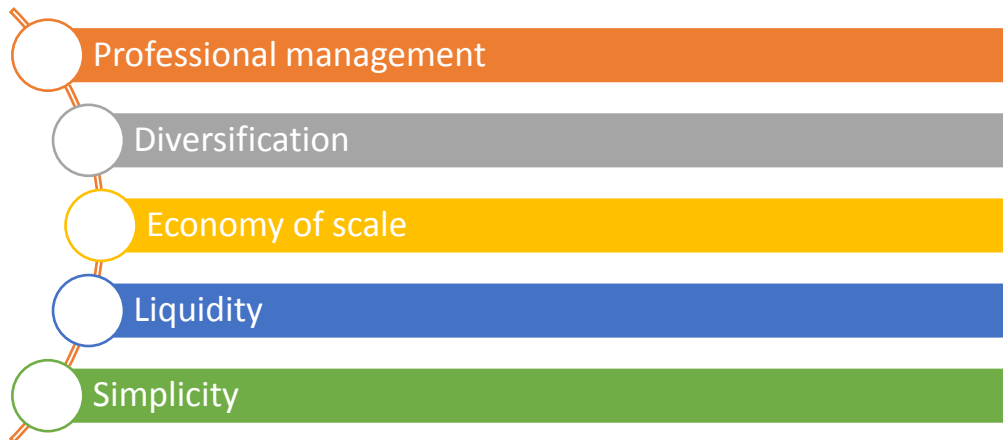 Professional management
Diversification
Economy of scale
Liquidity
Simplicity